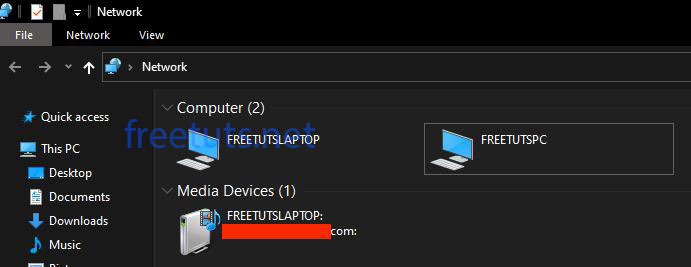 Network
File
Network
View
Network
Quick access
This PC
Desktop
Documents
Downloads
Music
Computer (2)
freetuts.net
FREETUTSLAPTOP
FREETUTSPC
Media Devices (1)
FREETUTSLAPTOP:
com: